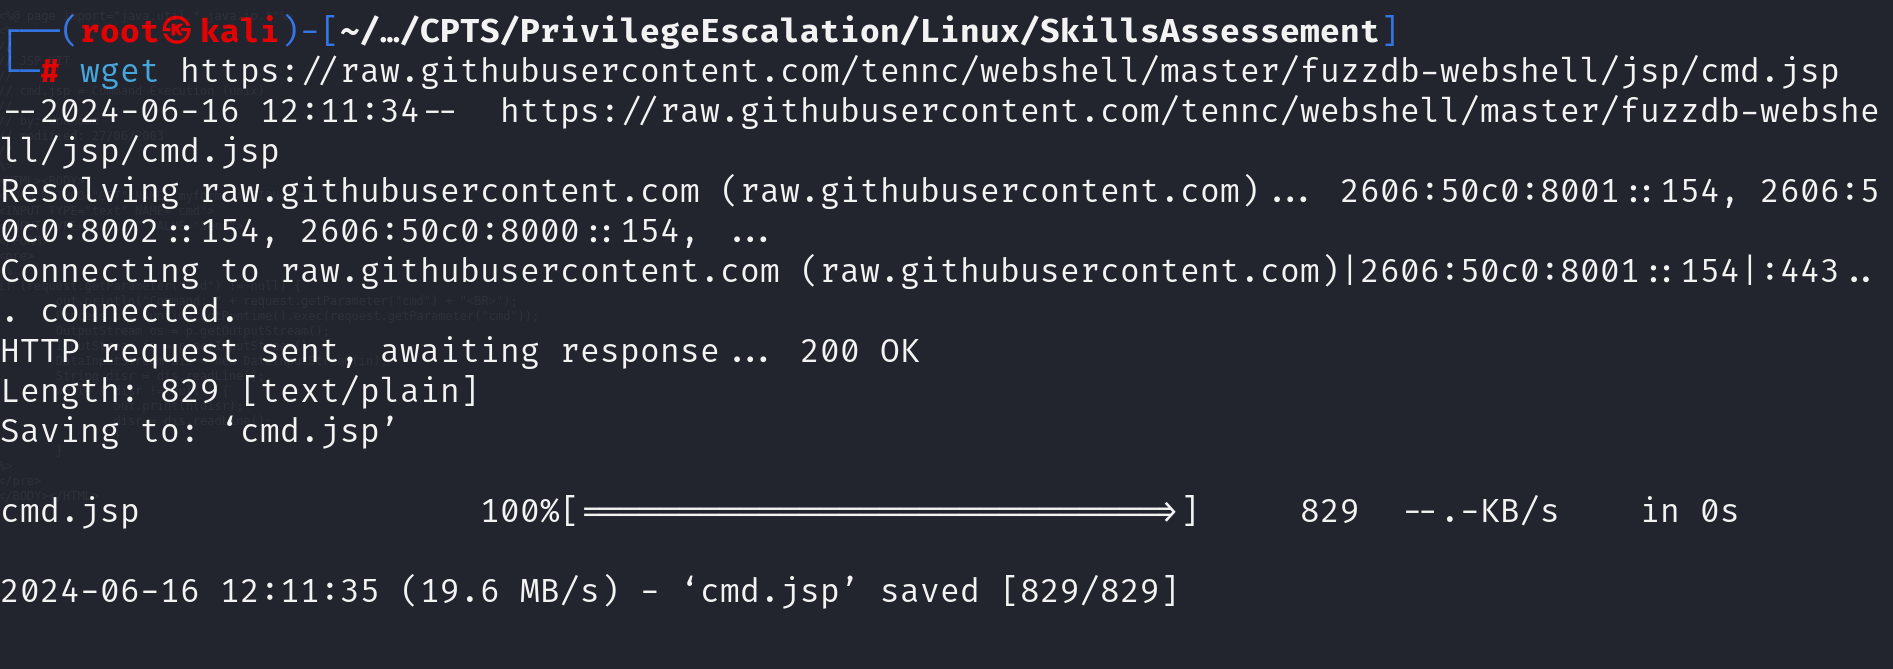 ┌──(root㉿kali)-[~/…/CPTS/PrivilegeEscalation/Linux/SkillsAssessement]
└─# wget https://raw.githubusercontent.com/tennc/webshell/master/fuzzdb-webshell/jsp/cmd.jsp
--2024-06-16 12:11:34--  https://raw.githubusercontent.com/tennc/webshell/master/fuzzdb-webshe
ll/jsp/cmd.jsp
Resolving raw.githubusercontent.com (raw.githubusercontent.com)... 2606:50c0:8001::154, 2606:5
0c0:8002::154, 2606:50c0:8000::154, ...
Connecting to raw.githubusercontent.com (raw.githubusercontent.com)|2606:50c0:8001::154|:443..
. connected.
HTTP request sent, awaiting response... 200 OK
Length: 829 [text/plain]
Saving to: ‘cmd.jsp’
cmd.jsp                 100%[=============================>]     829  --.-KB/s    in 0s
2024-06-16 12:11:35 (19.6 MB/s) - ‘cmd.jsp’ saved [829/829]